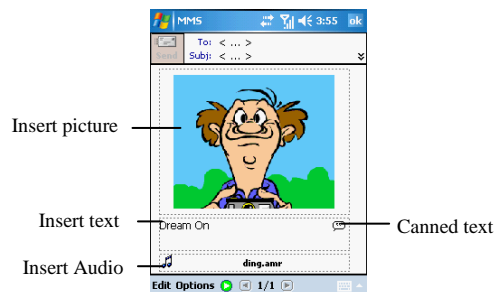 MMS 3:55 ok
Send
To: < ... >
Subj: < ... >
Insert picture
Insert text
Dream On
Canned text
Insert Audio
ding.amr
Edit Options 1/1